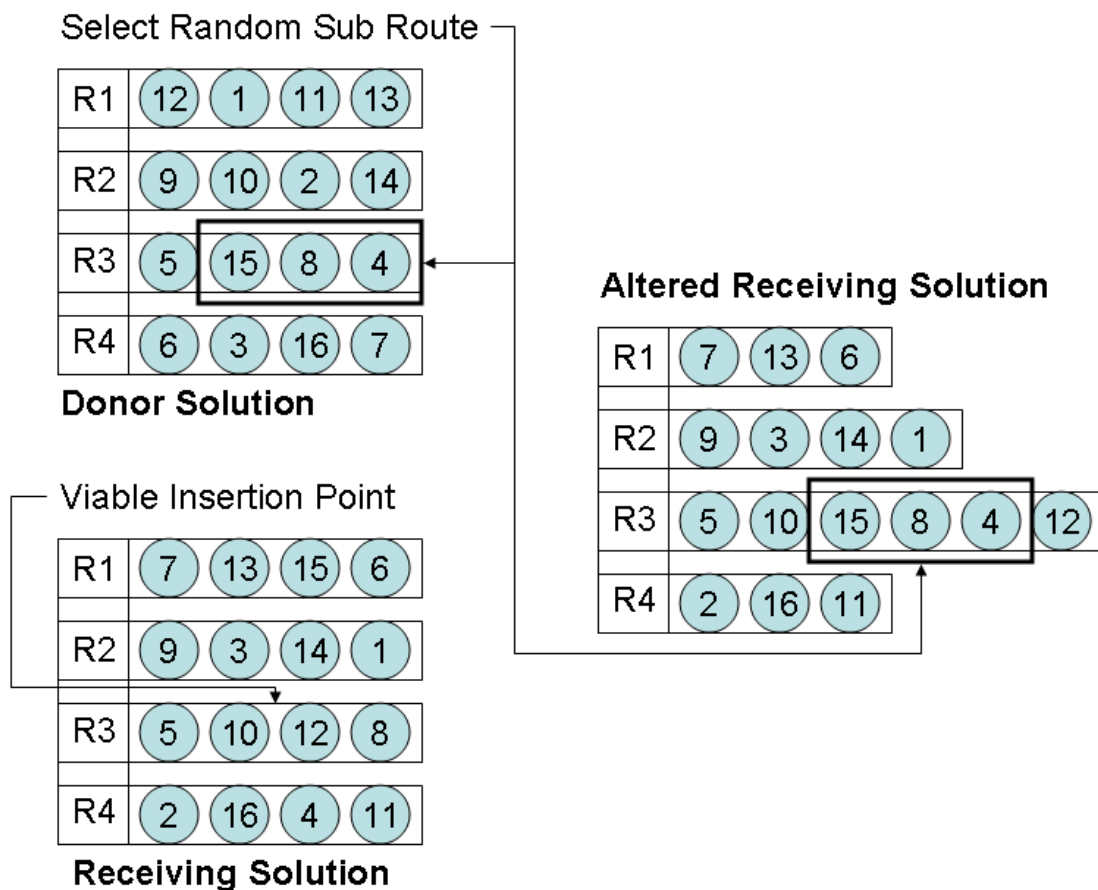 Select Random Sub Route
R1 12 1 11 13
R2 9 10 2 14
R3 5 15 8 4
R4 6 3 16 7
Donor Solution
Viable Insertion Point
R1 7 13 15 6
R2 9 3 14 1
R3 5 10 12 8
R4 2 16 4 11
Receiving Solution
Altered Receiving Solution
R1 7 13 6
R2 9 3 14 1
R3 5 10 15 8 4 12
R4 2 16 11